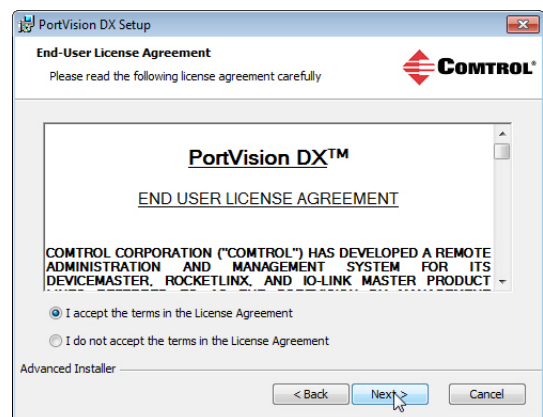 PortVision DX Setup
End-User License Agreement
Please read the following license agreement carefully
COMTROL®
PortVision DX™
END USER LICENSE AGREEMENT
COMTROL CORPORATION ("COMTROL") HAS DEVELOPED A REMOTE
ADMINISTRATION AND MANAGEMENT SYSTEM FOR ITS
DEVICEMASTER, ROCKETLINX, AND IO-LINK MASTER PRODUCT
I accept the terms in the License Agreement
I do not accept the terms in the License Agreement
Advanced Installer
< Back
Next >
Cancel